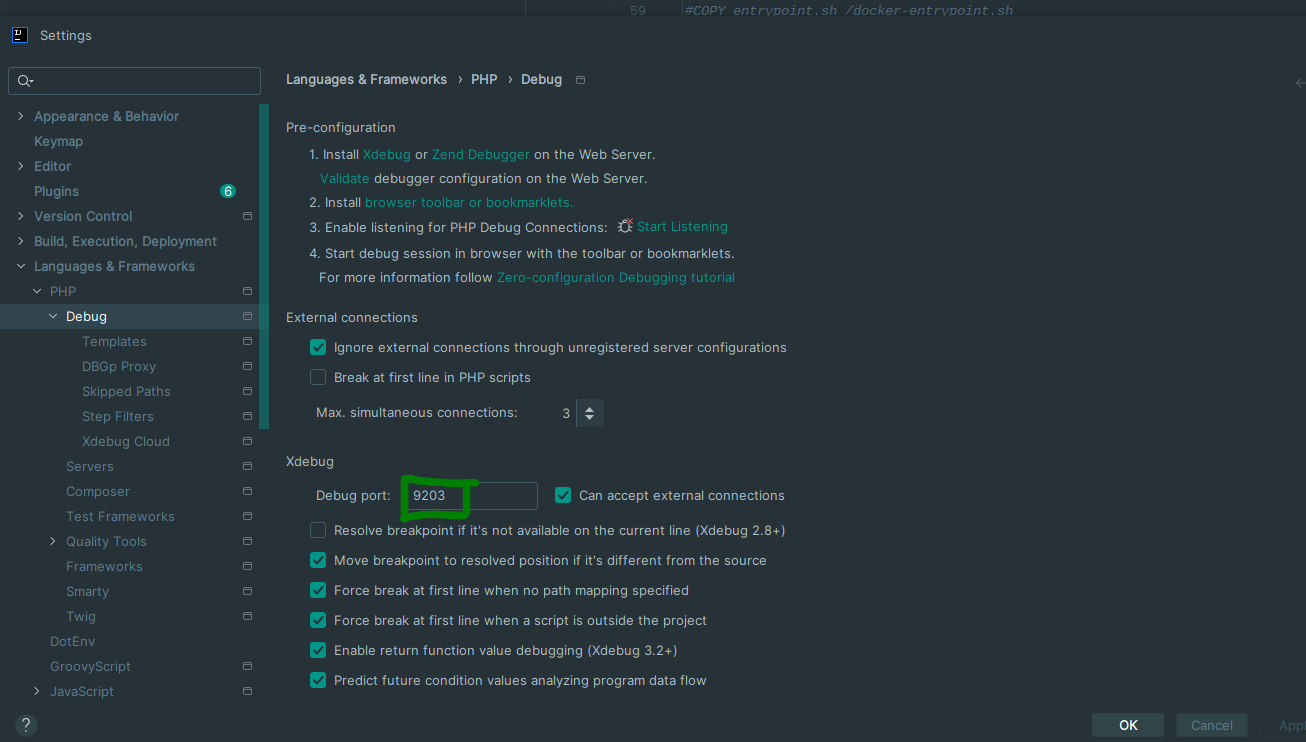 59 #COPY entrypoint.sh /docker-entrypoint.sh
Settings
Languages & Frameworks › PHP › Debug
Appearance & Behavior
Keymap
Editor
Plugins 6
Version Control
Build, Execution, Deployment
Languages & Frameworks
PHP
Debug
Templates
DBGp Proxy
Skipped Paths
Step Filters
Xdebug Cloud
Servers
Composer
Test Frameworks
Quality Tools
Frameworks
Smarty
Twig
DotEnv
GroovyScript
JavaScript
Pre-configuration
1. Install Xdebug or Zend Debugger on the Web Server.
Validate debugger configuration on the Web Server.
2. Install browser toolbar or bookmarklets.
3. Enable listening for PHP Debug Connections: Start Listening
4. Start debug session in browser with the toolbar or bookmarklets.
For more information follow Zero-configuration Debugging tutorial
External connections
Ignore external connections through unregistered server configurations
Break at first line in PHP scripts
Max. simultaneous connections: 3
Xdebug
Debug port: 9203 Can accept external connections
Resolve breakpoint if it's not available on the current line (Xdebug 2.8+)
Move breakpoint to resolved position if it's different from the source
Force break at first line when no path mapping specified
Force break at first line when a script is outside the project
Enable return function value debugging (Xdebug 3.2+)
Predict future condition values analyzing program data flow
? OK Cancel Appl